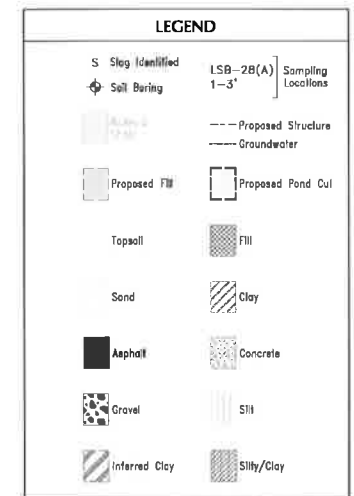 LEGEND
S Slag Identified
Soil Boring
LSB-28(A)
1-3'
Sampling
Locations
Proposed Structure
Groundwater
Proposed Fill
Proposed Pond Cut
Topsoil
Fill
Sand
Clay
Asphalt
Concrete
Gravel
Silt
Inferred Clay
Silty/Clay